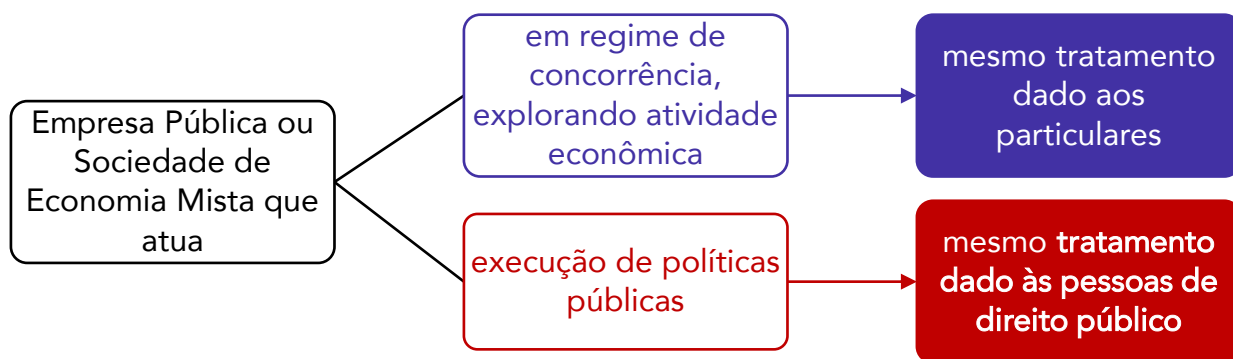 Empresa Pública ou
Sociedade de
Economia Mista que
atua
em regime de
concorrência,
explorando atividade
econômica
mesmo tratamento
dado aos
particulares
execução de políticas
públicas
mesmo tratamento
dado às pessoas de
direito público